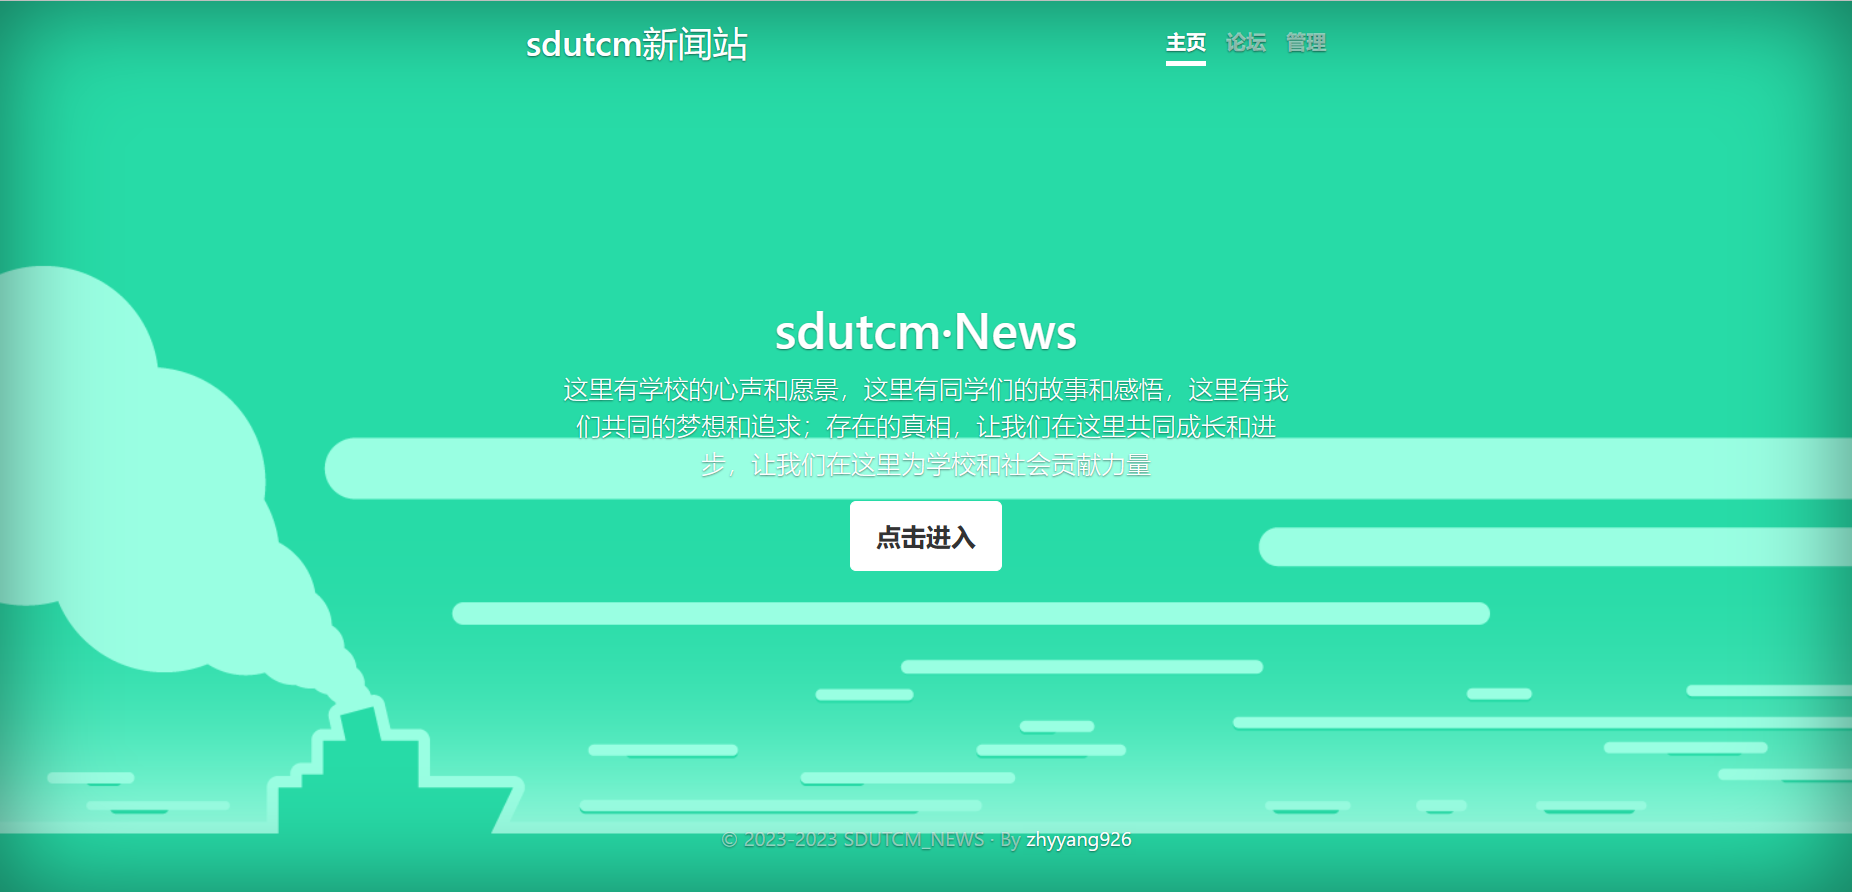 sdutcm新闻站
主页 论坛 管理
sdutcm·News
这里有学校的心声和愿景，这里有同学们的故事和感悟，这里有我
们共同的梦想和追求；存在的真相，让我们在这里共同成长和进
步，让我们在这里为学校和社会贡献力量
点击进入
© 2023-2023 SDUTCM_NEWS · By zhyyang926